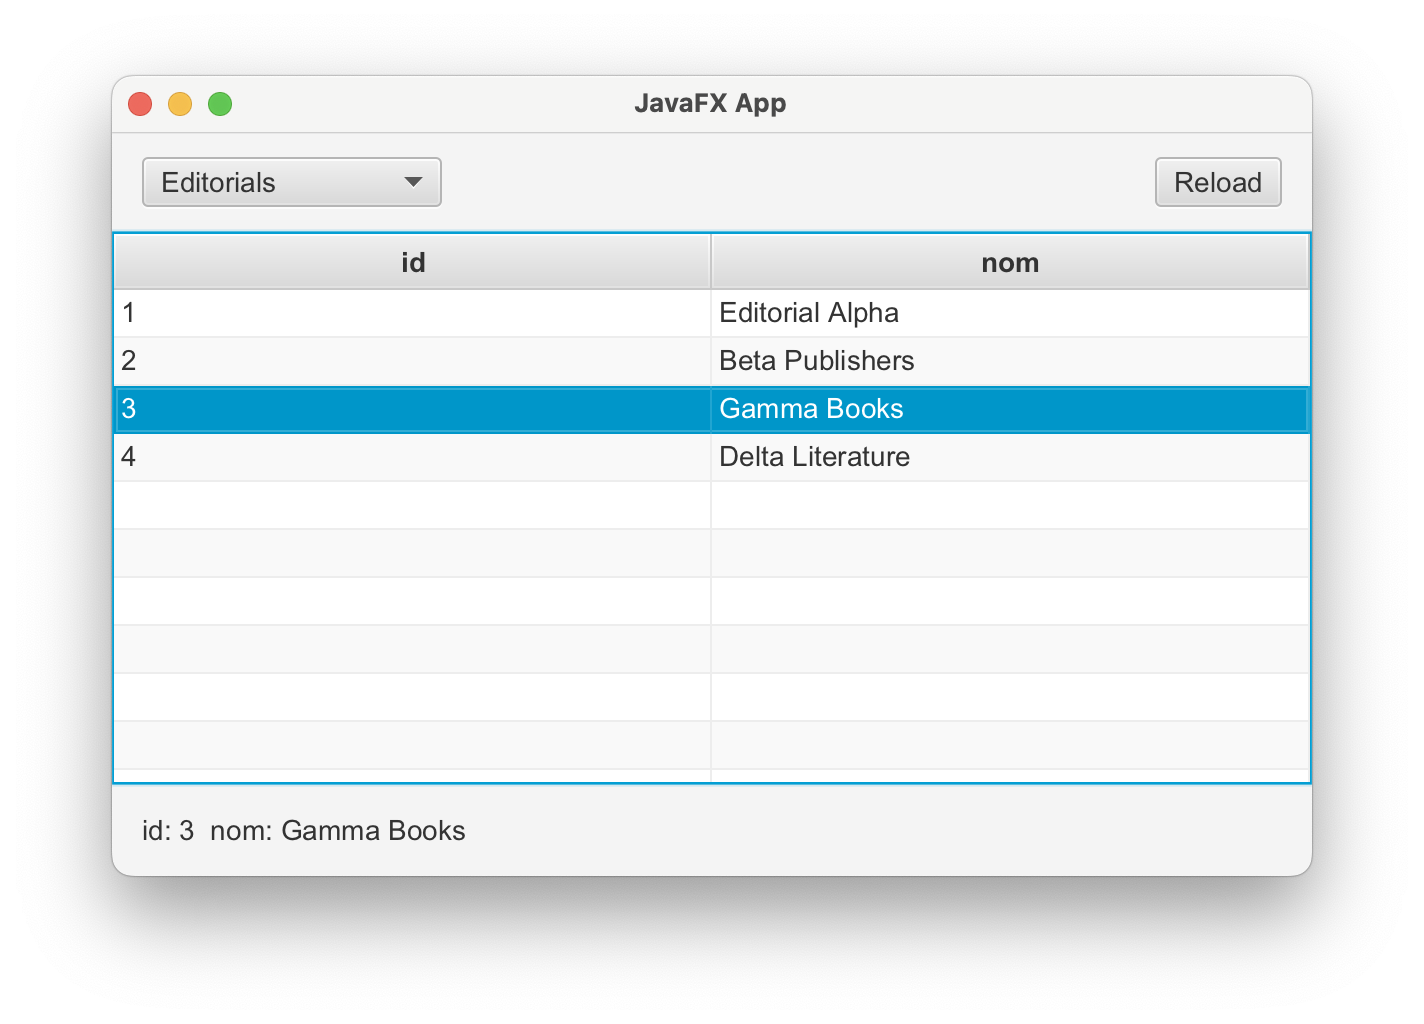 JavaFX App
Editorials Reload
id nom
1 Editorial Alpha
2 Beta Publishers
3 Gamma Books
4 Delta Literature
id: 3  nom: Gamma Books